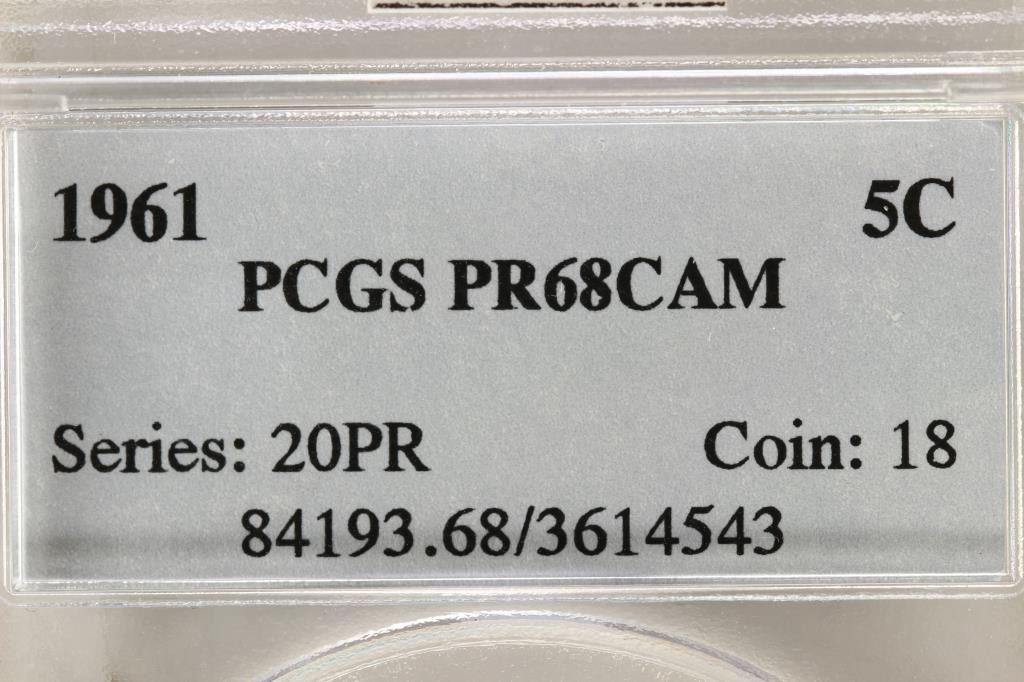 1961 5C
PCGS PR68CAM
Series: 20PR Coin: 18
84193.68/3614543